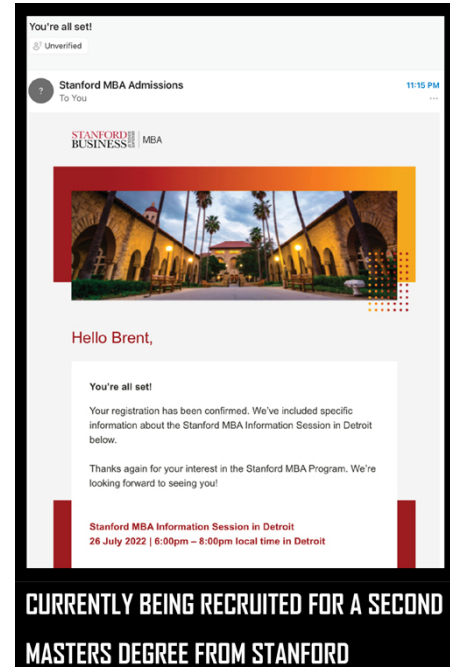 You're all set!
Unverified
?
Stanford MBA Admissions
11:15 PM
To You
STANFORD
BUSINESS
MBA
Hello Brent,
You're all set!
Your registration has been confirmed. We've included specific
information about the Stanford MBA Information Session in Detroit
below.
Thanks again for your interest in the Stanford MBA Program. We're
looking forward to seeing you!
Stanford MBA Information Session in Detroit
26 July 2022 | 6:00pm – 8:00pm local time in Detroit
CURRENTLY BEING RECRUITED FOR A SECOND
MASTERS DEGREE FROM STANFORD